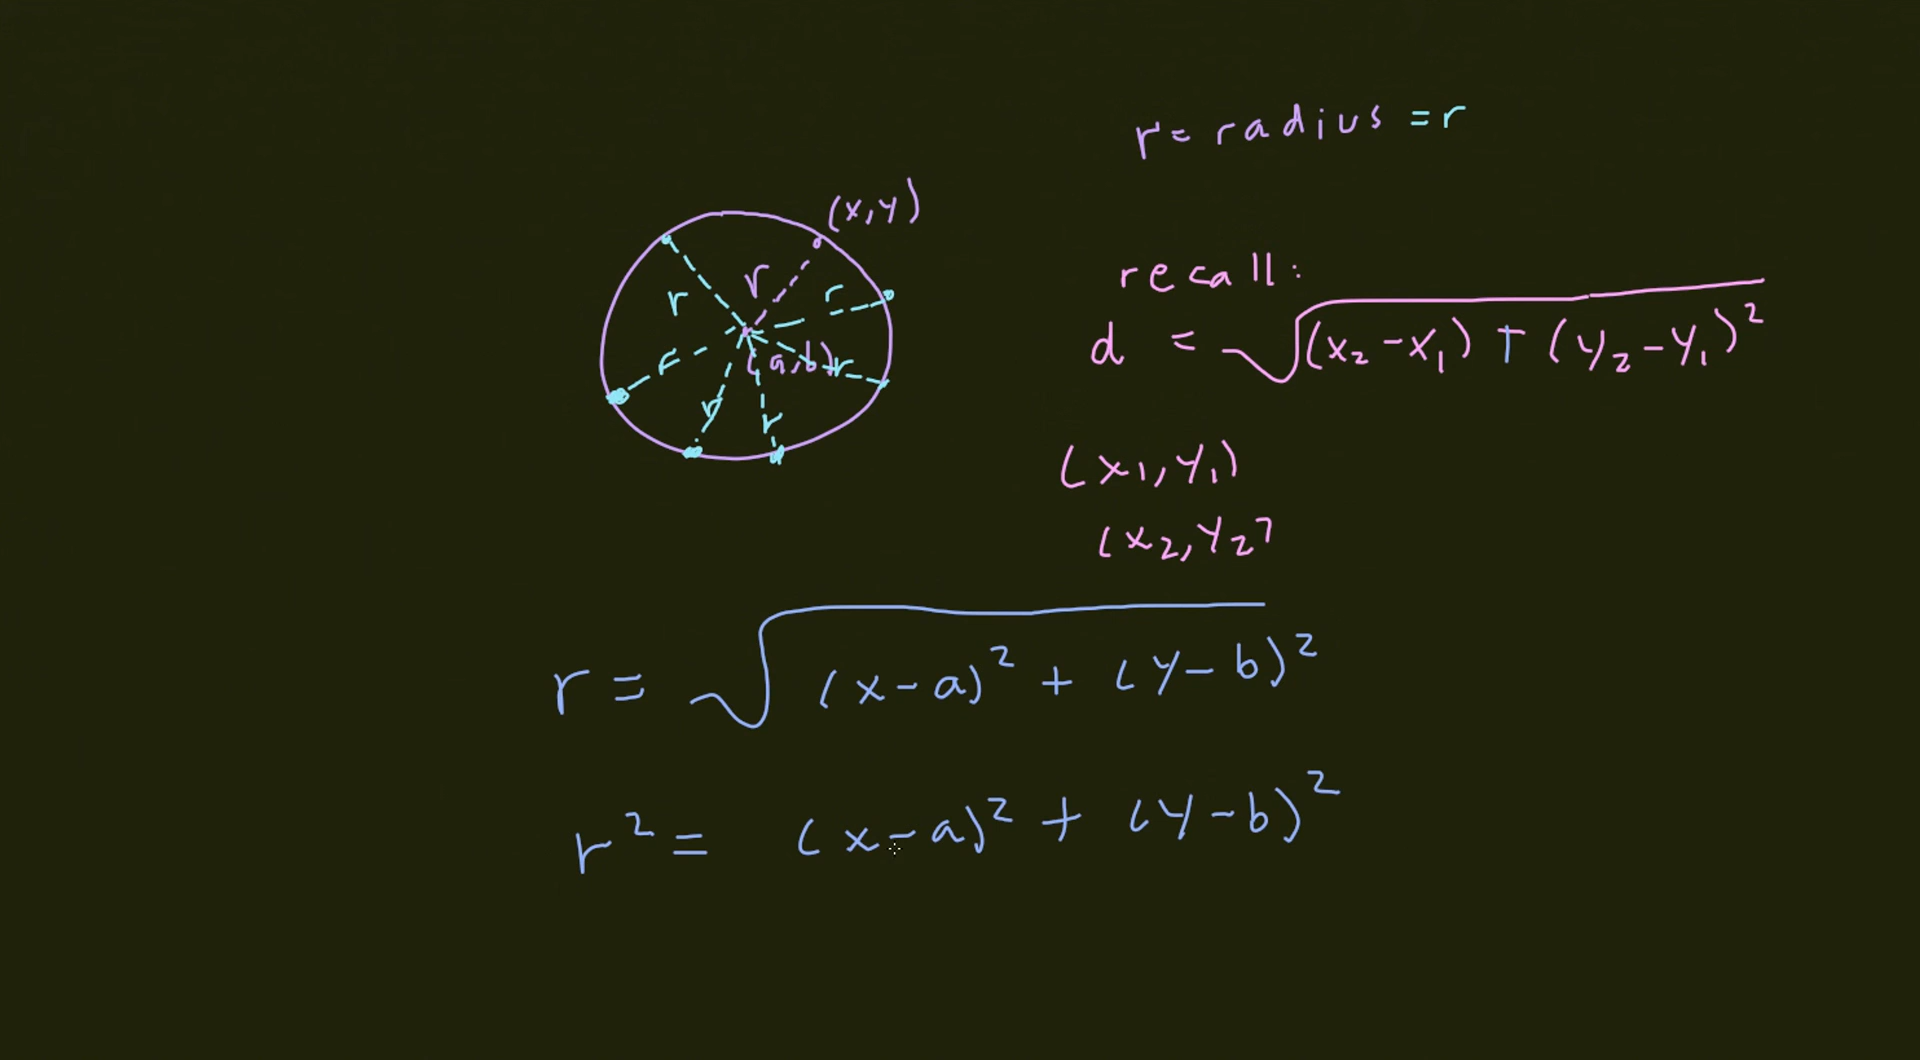 r = radius = r
(x,y)
r
r
r
recall:
d = √(x₂-x₁) + (y₂-y₁)²
r
(a,b)
r
r
r
(x₁,y₁)
(x₂,y₂)
r = √(x-a)² + (y-b)²
r² = (x-a)² + (y-b)²